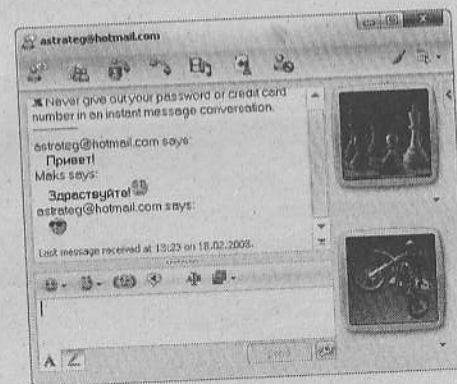 astrateg@hotmail.com
Never give out your password or credit card
number in an instant message conversation.
astrateg@hotmail.com says:
Привет!
Maks says:
Здраствуйте!
astrateg@hotmail.com says:
Last message received at 13:23 on 18.02.2008.
A